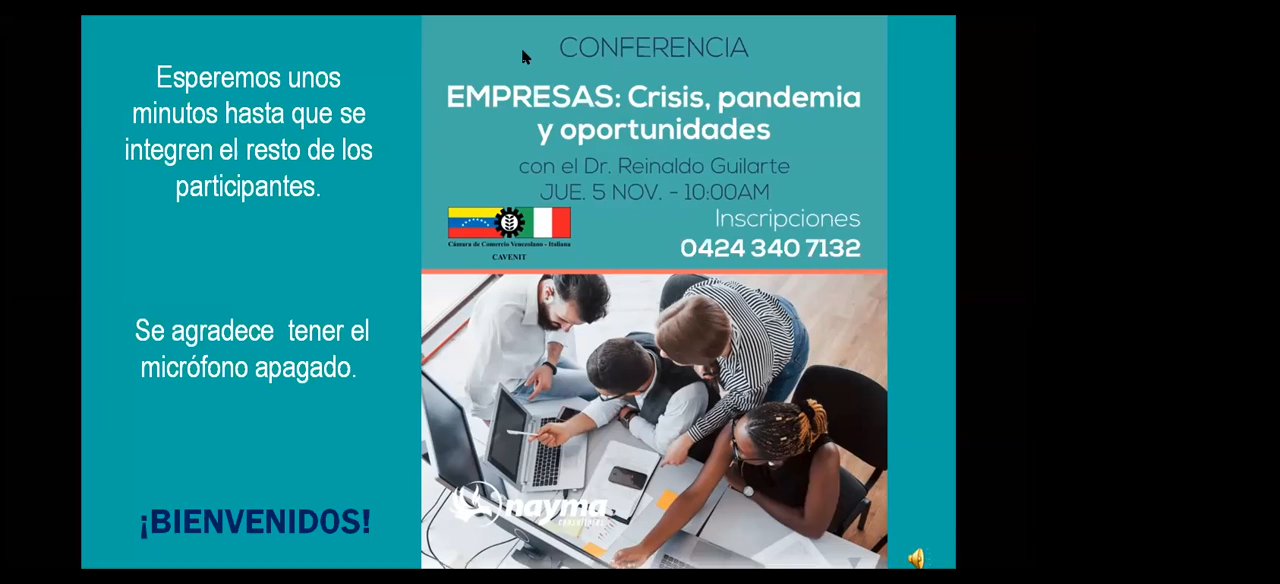 Esperemos unos
minutos hasta que se
integren el resto de los
participantes.
Se agradece tener el
micrófono apagado.
¡BIENVENIDOS!
CONFERENCIA
EMPRESAS: Crisis, pandemia
y oportunidades
con el Dr. Reinaldo Guilarte
JUE. 5 NOV. - 10:00AM
Inscripciones
0424 340 7132
Cámara de Comercio Venezolano - Italiana
CAVENIT
nayma